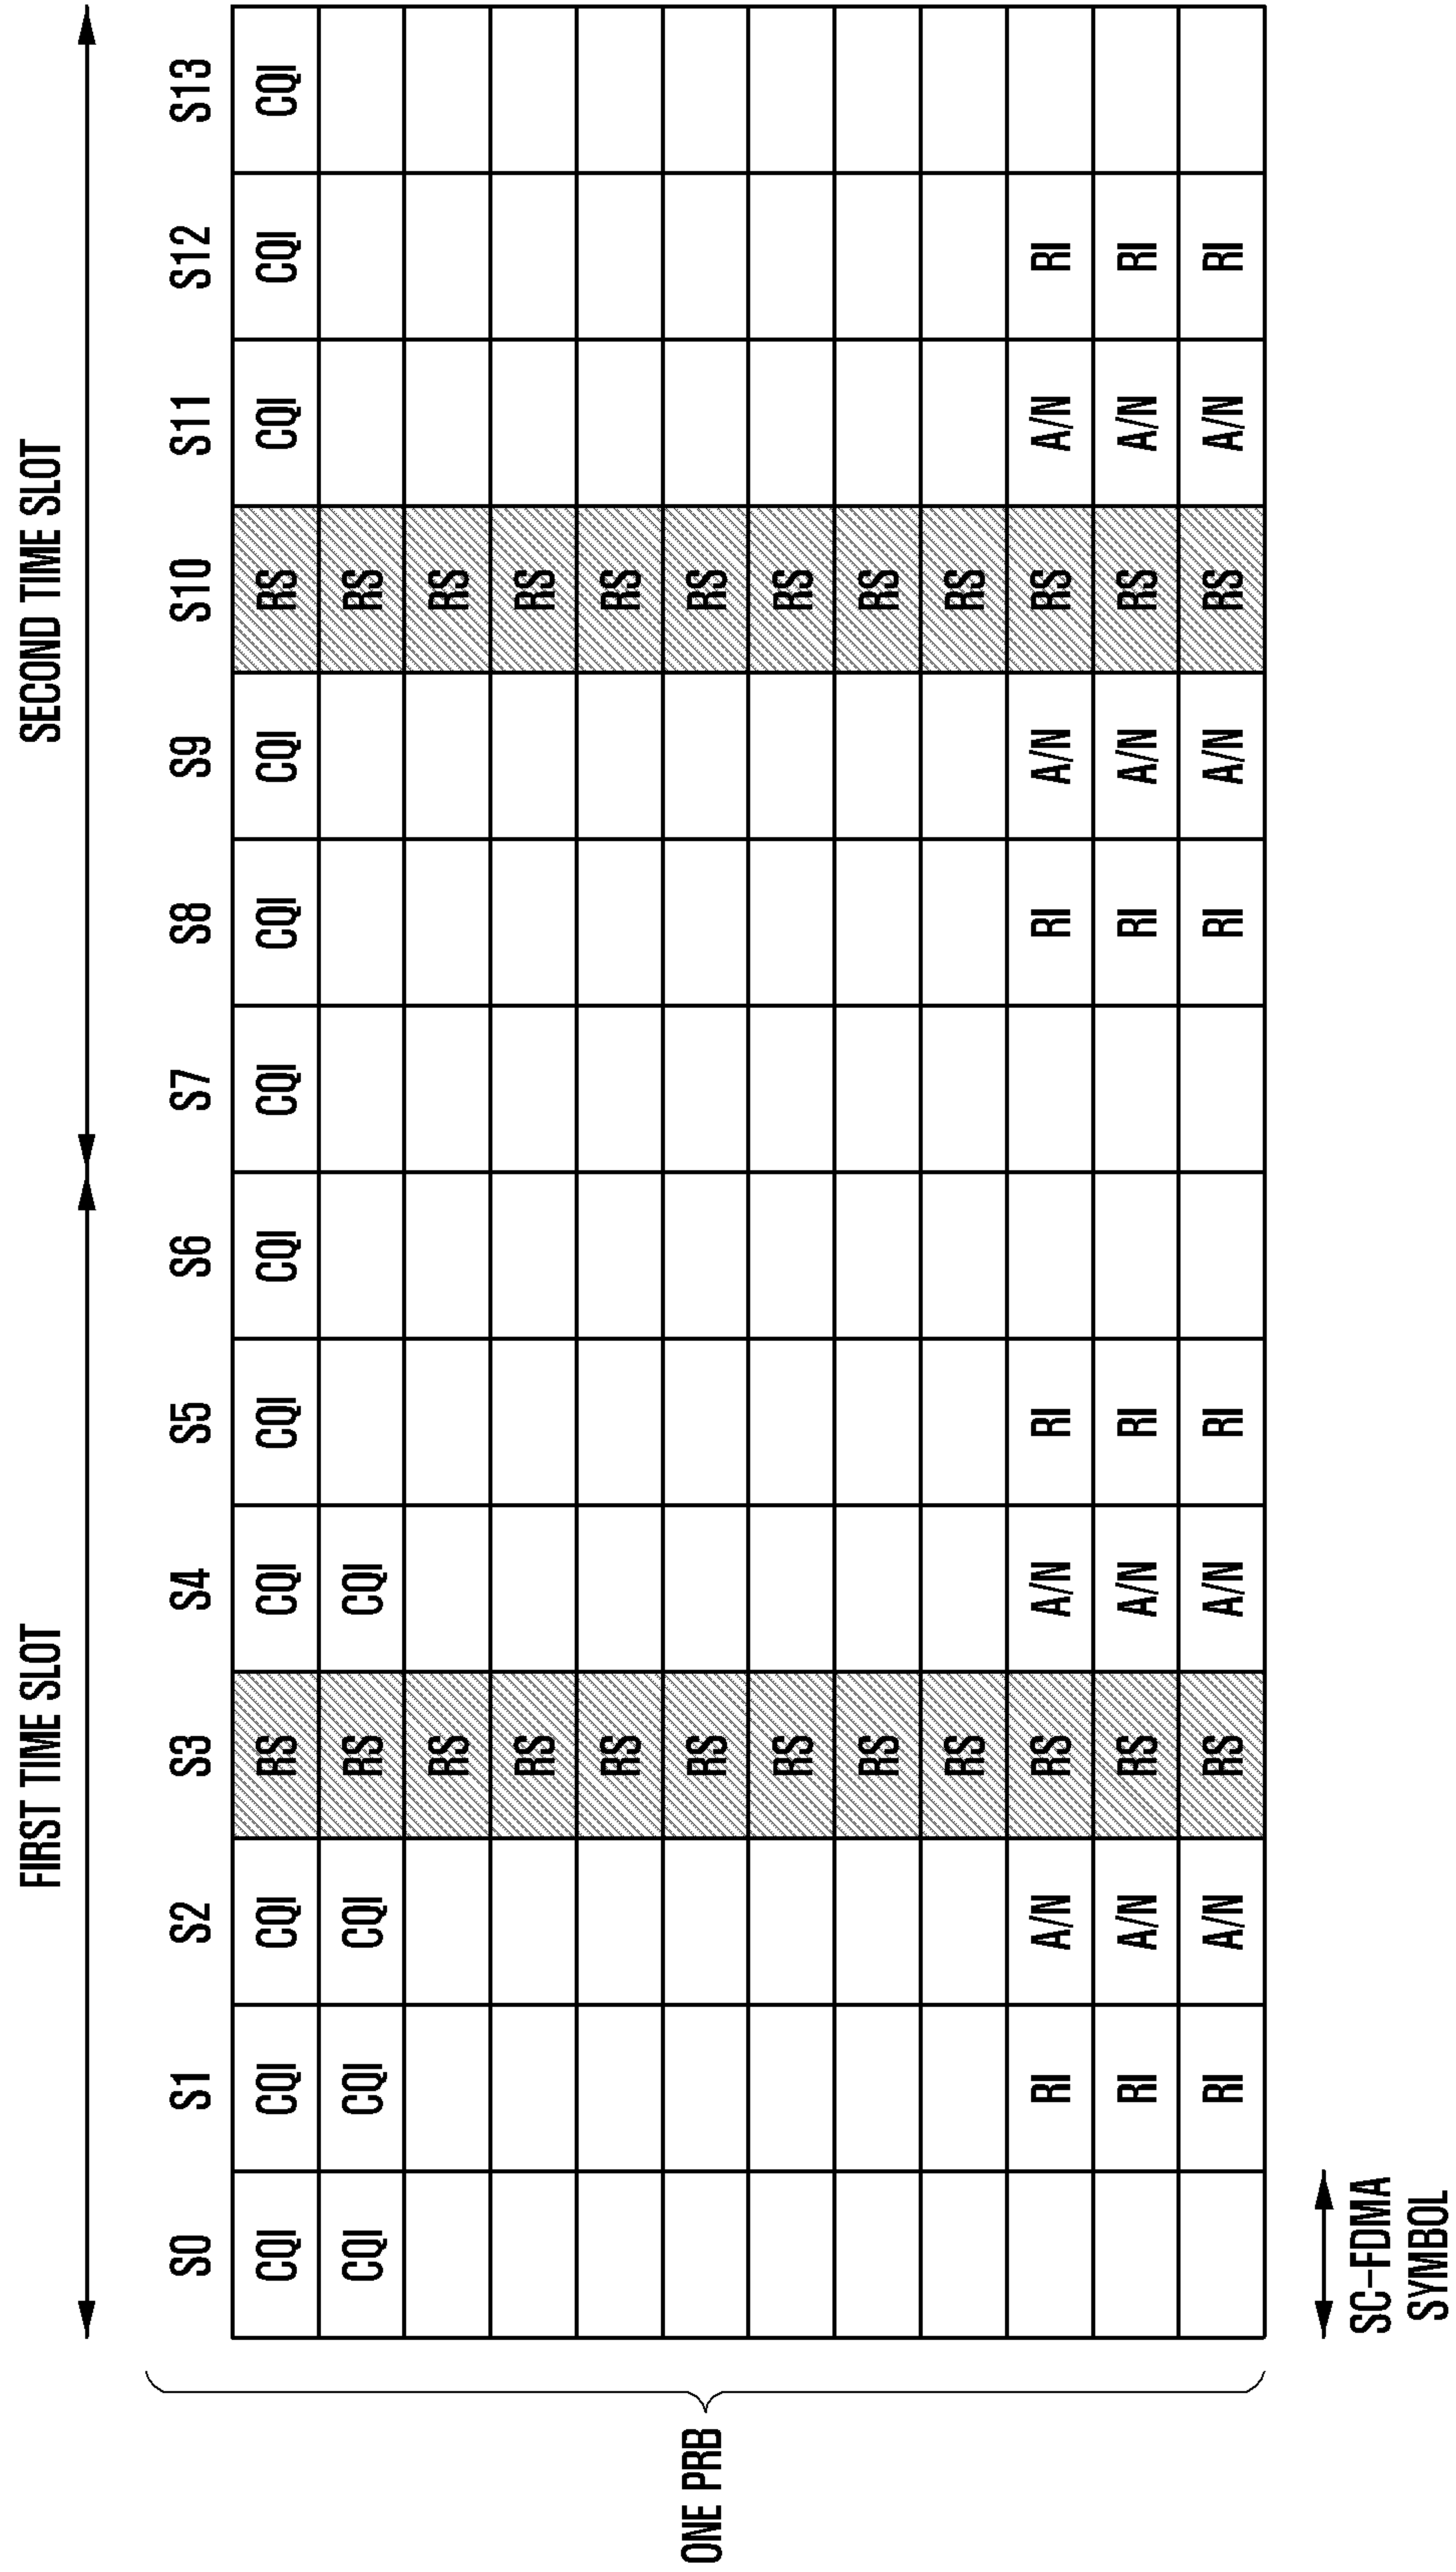 FIRST TIME SLOT SECOND TIME SLOT
S0 S1 S2 S3 S4 S5 S6 S7 S8 S9 S10 S11 S12 S13
CQI CQI CQI RS CQI CQI CQI CQI CQI CQI RS CQI CQI CQI
CQI CQI CQI RS CQI RS
RS RS
RS RS
RS RS
ONE PRB RS RS
RS RS
RS RS
RS RS
RI A/N RS A/N RI RI A/N RS A/N RI
RI A/N RS A/N RI RI A/N RS A/N RI
RI A/N RS A/N RI RI A/N RS A/N RI
SC-FDMA
SYMBOL